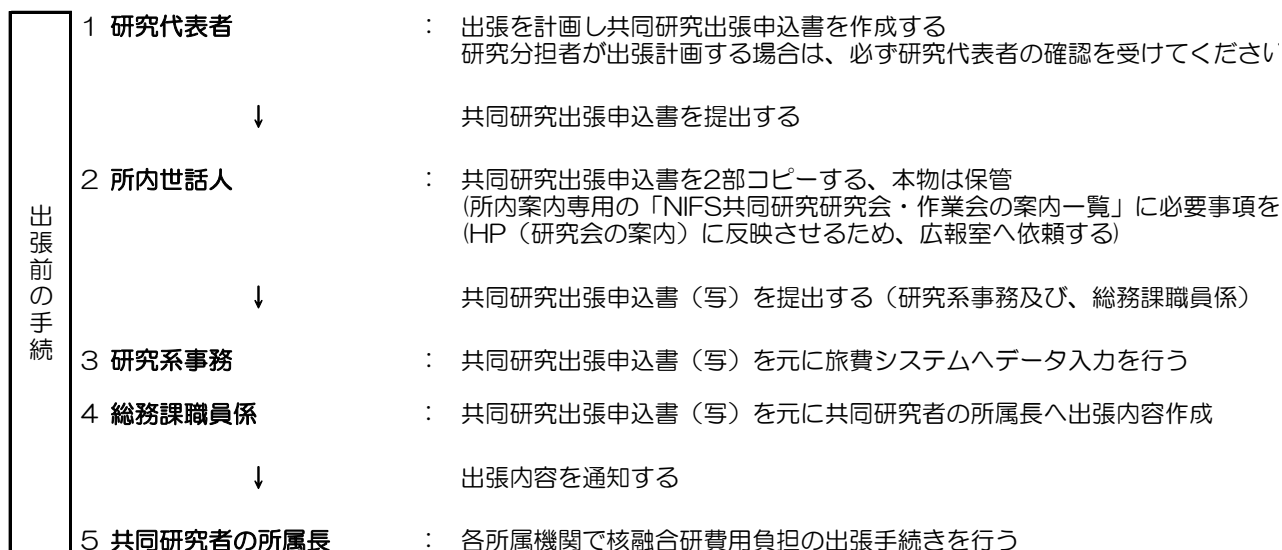 出張前の手続
1 研究代表者 : 出張を計画し共同研究出張申込書を作成する
研究分担者が出張計画する場合は、必ず研究代表者の確認を受けてください
↓ 共同研究出張申込書を提出する
2 所内世話人 : 共同研究出張申込書を2部コピーする、本物は保管
(所内案内専用の「NIFS共同研究研究会・作業会の案内一覧」に必要事項を
(HP（研究会の案内）に反映させるため、広報室へ依頼する)
↓ 共同研究出張申込書（写）を提出する（研究系事務及び、総務課職員係）
3 研究系事務 : 共同研究出張申込書（写）を元に旅費システムへデータ入力を行う
4 総務課職員係 : 共同研究出張申込書（写）を元に共同研究者の所属長へ出張内容作成
↓ 出張内容を通知する
5 共同研究者の所属長 : 各所属機関で核融合研費用負担の出張手続きを行う